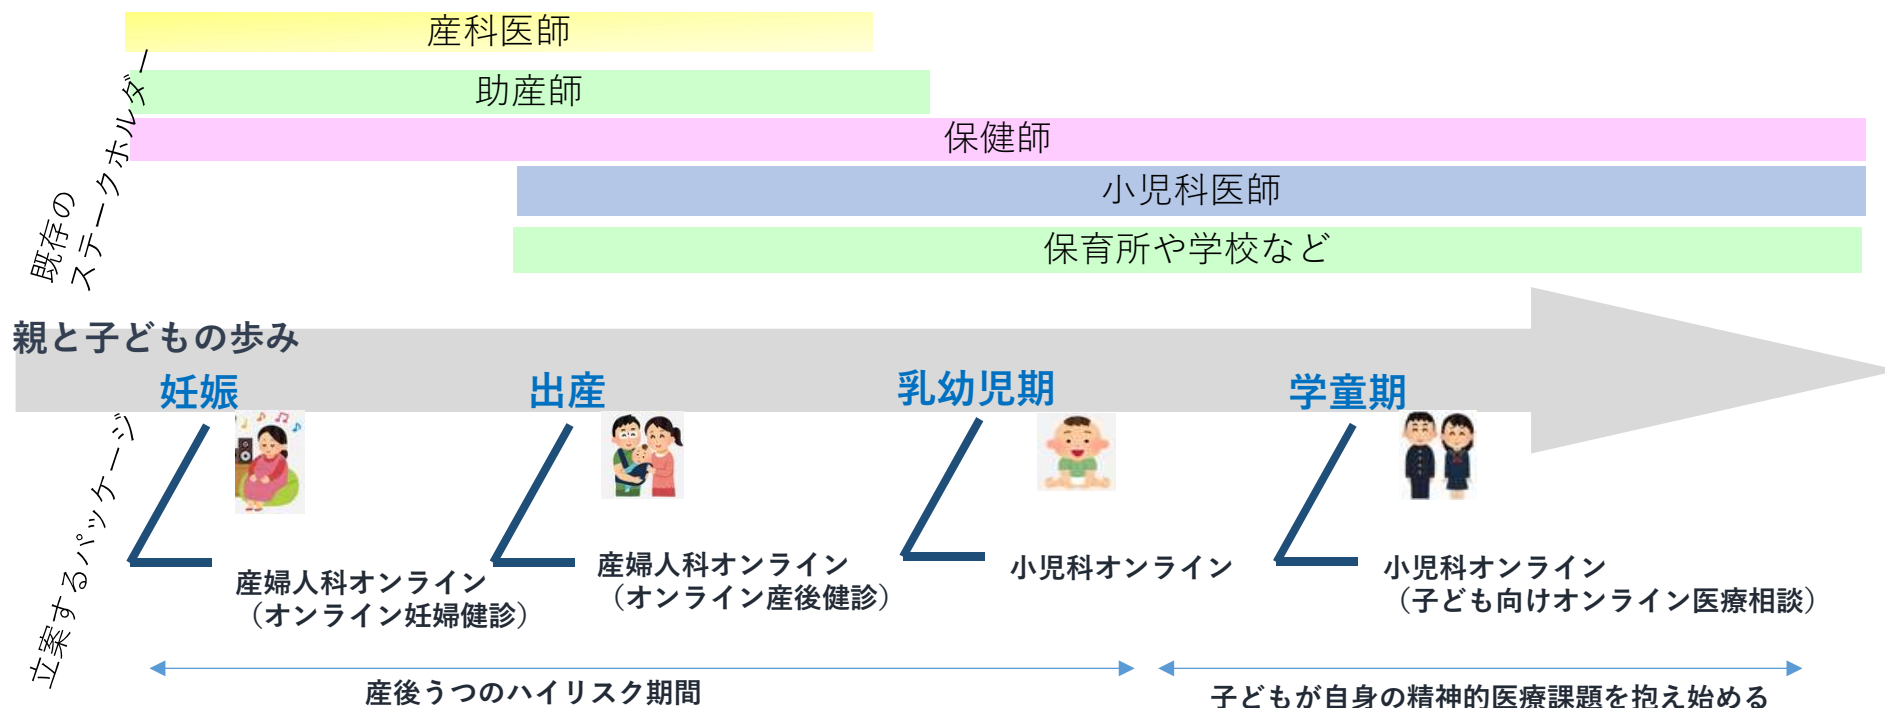 産科医師
助産師
保健師
小児科医師
保育所や学校など
既存の
ステークホルダー
親と子どもの歩み
妊娠
出産
乳幼児期
学童期
立案するパッケージ
産婦人科オンライン
（オンライン妊婦健診）
産婦人科オンライン
（オンライン産後健診）
小児科オンライン
小児科オンライン
（子ども向けオンライン医療相談）
産後うつのハイリスク期間
子どもが自身の精神的医療課題を抱え始める